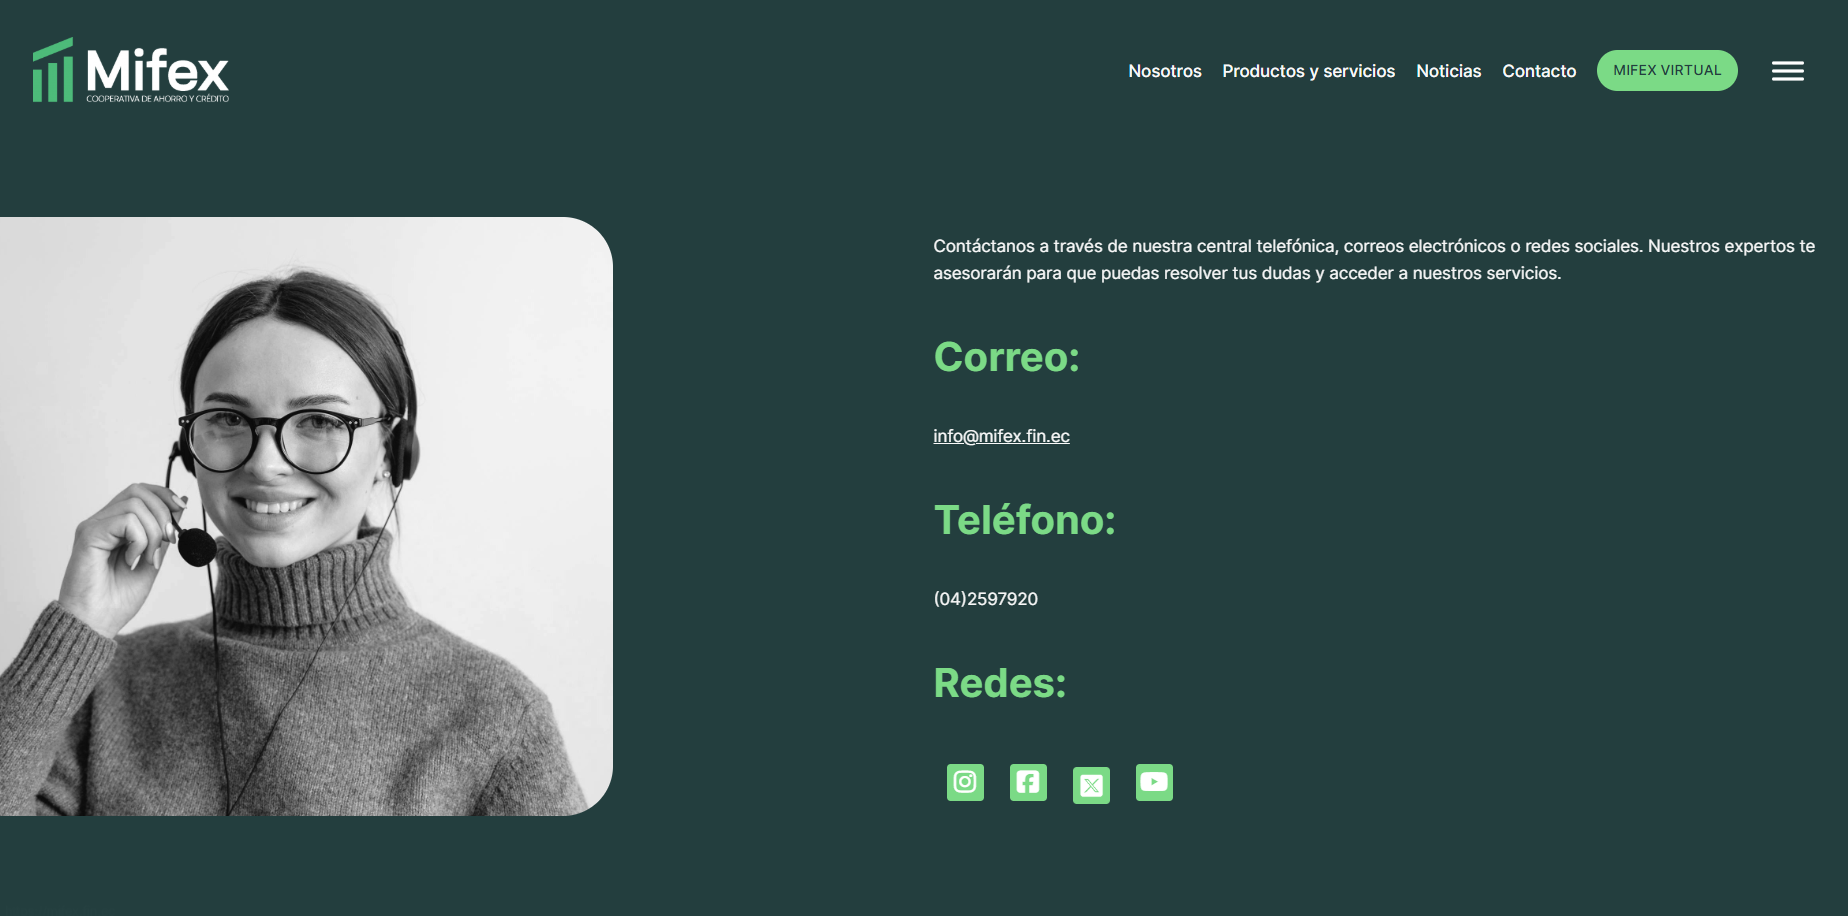 Mifex
COOPERATIVA DE AHORRO Y CRÉDITO
Nosotros
Productos y servicios
Noticias
Contacto
MIFEX VIRTUAL
Contáctanos a través de nuestra central telefónica, correos electrónicos o redes sociales. Nuestros expertos te
asesorarán para que puedas resolver tus dudas y acceder a nuestros servicios.
Correo:
info@mifex.fin.ec
Teléfono:
(04)2597920
Redes: